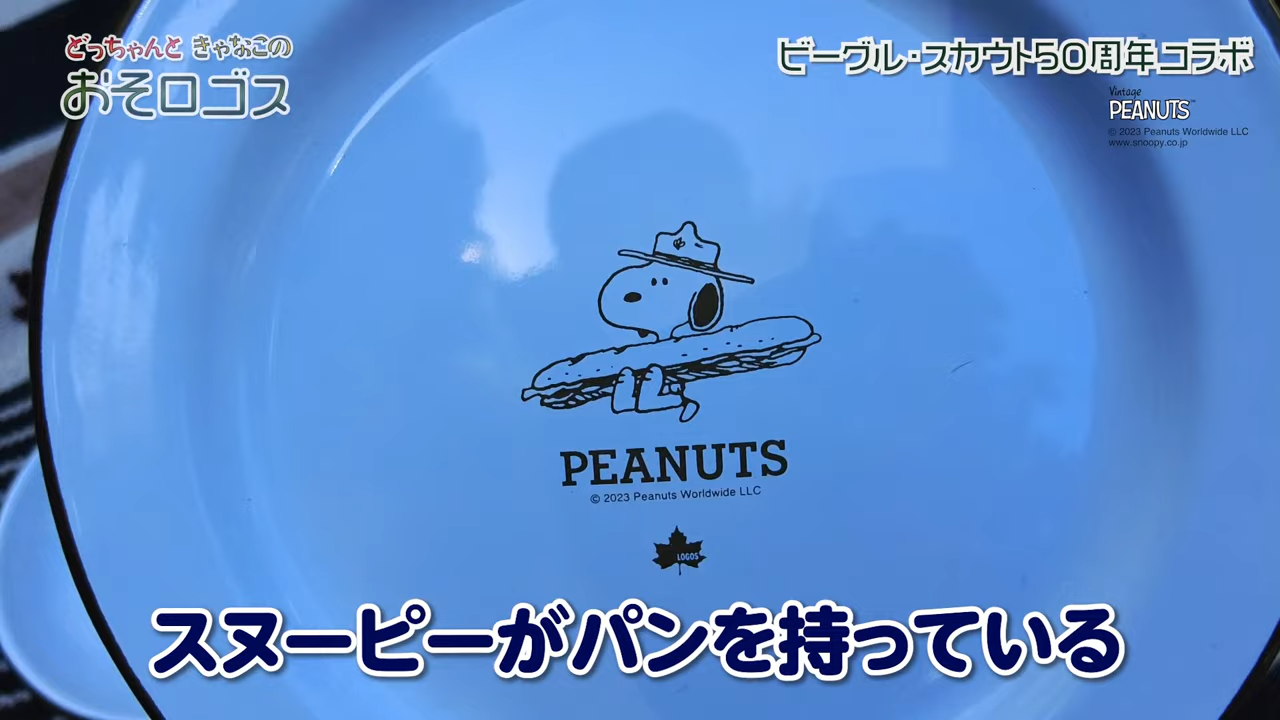 どっちゃんと きゃなこの
おそロゴス
ビーグル・スカウト50周年コラボ
Vintage
PEANUTS™
© 2023 Peanuts Worldwide LLC
www.snoopy.co.jp
PEANUTS
© 2023 Peanuts Worldwide LLC
LOGOS
スヌーピーがパンを持っている